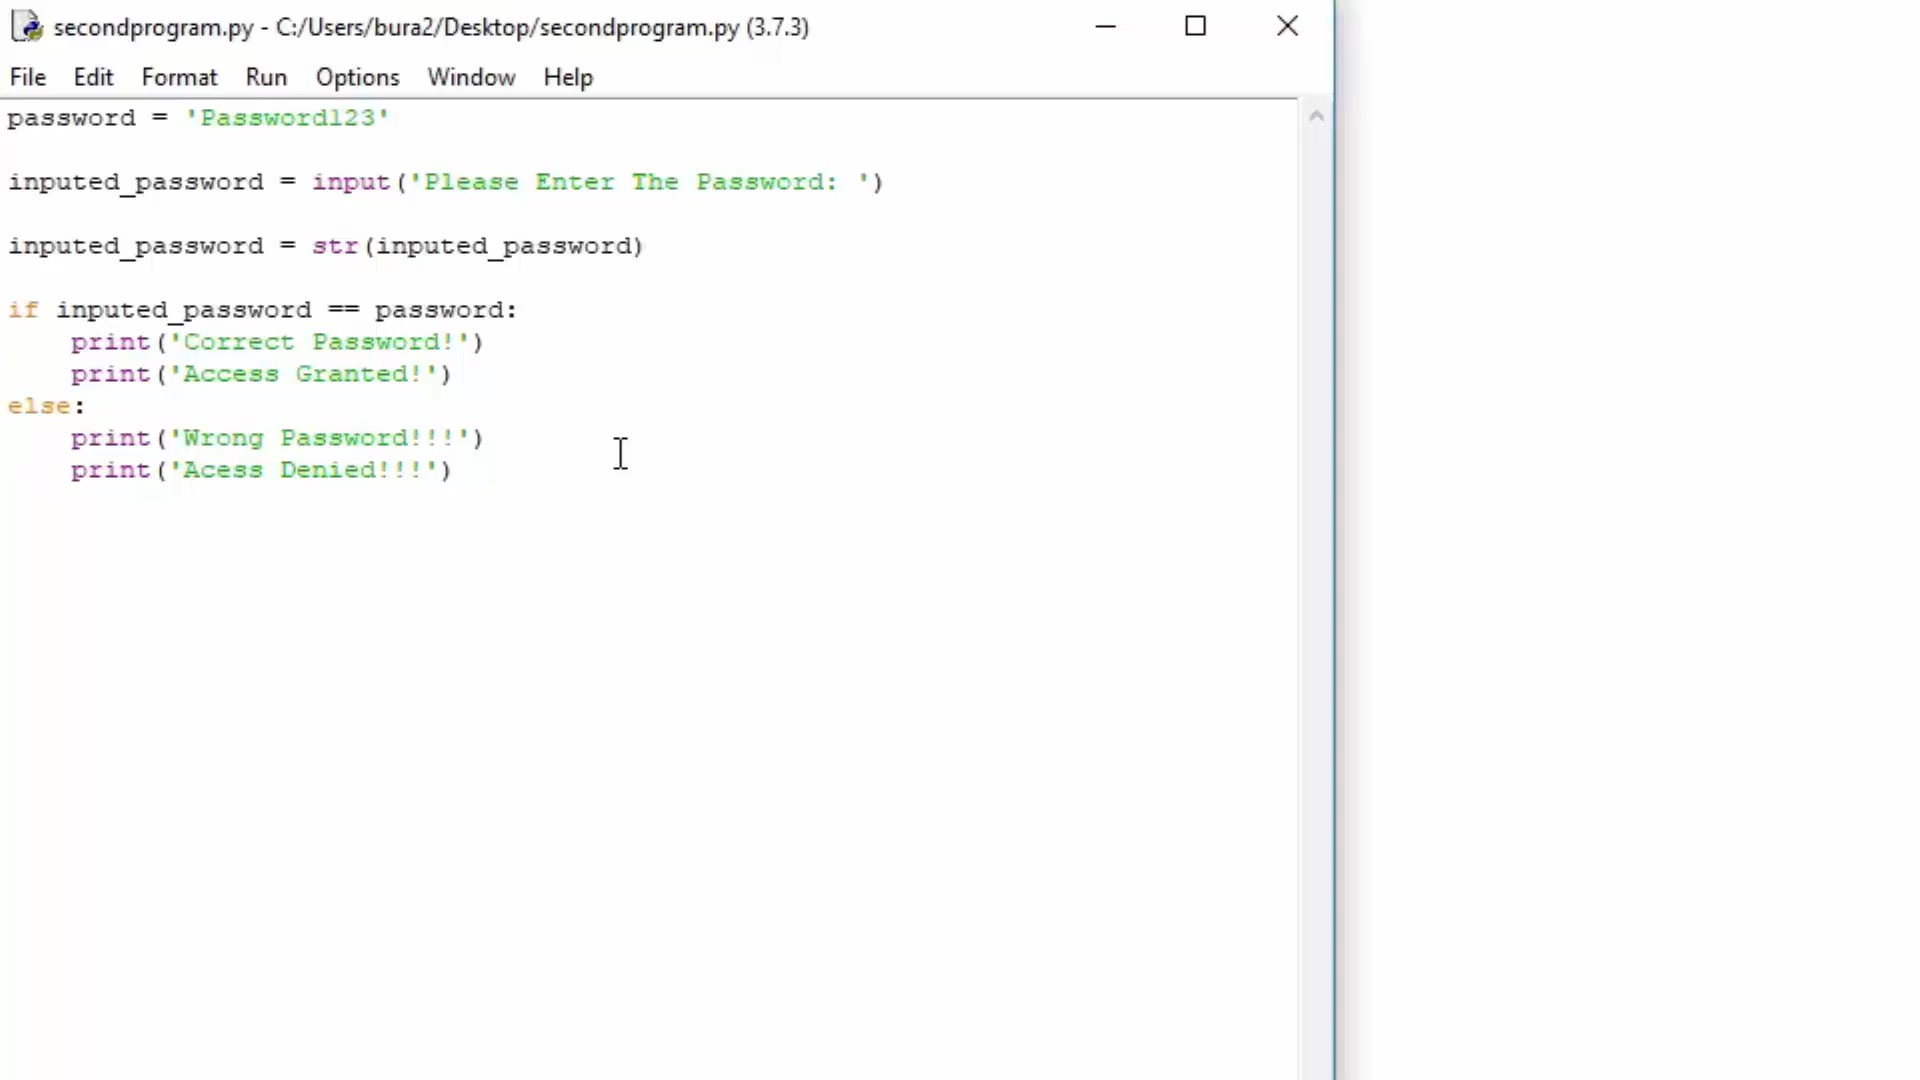 secondprogram.py - C:/Users/bura2/Desktop/secondprogram.py (3.7.3)
File Edit Format Run Options Window Help
password = 'Password123'
inputed_password = input('Please Enter The Password: ')
inputed_password = str(inputed_password)
if inputed_password == password:
    print('Correct Password!')
    print('Access Granted!')
else:
    print('Wrong Password!!!')
    print('Acess Denied!!!')